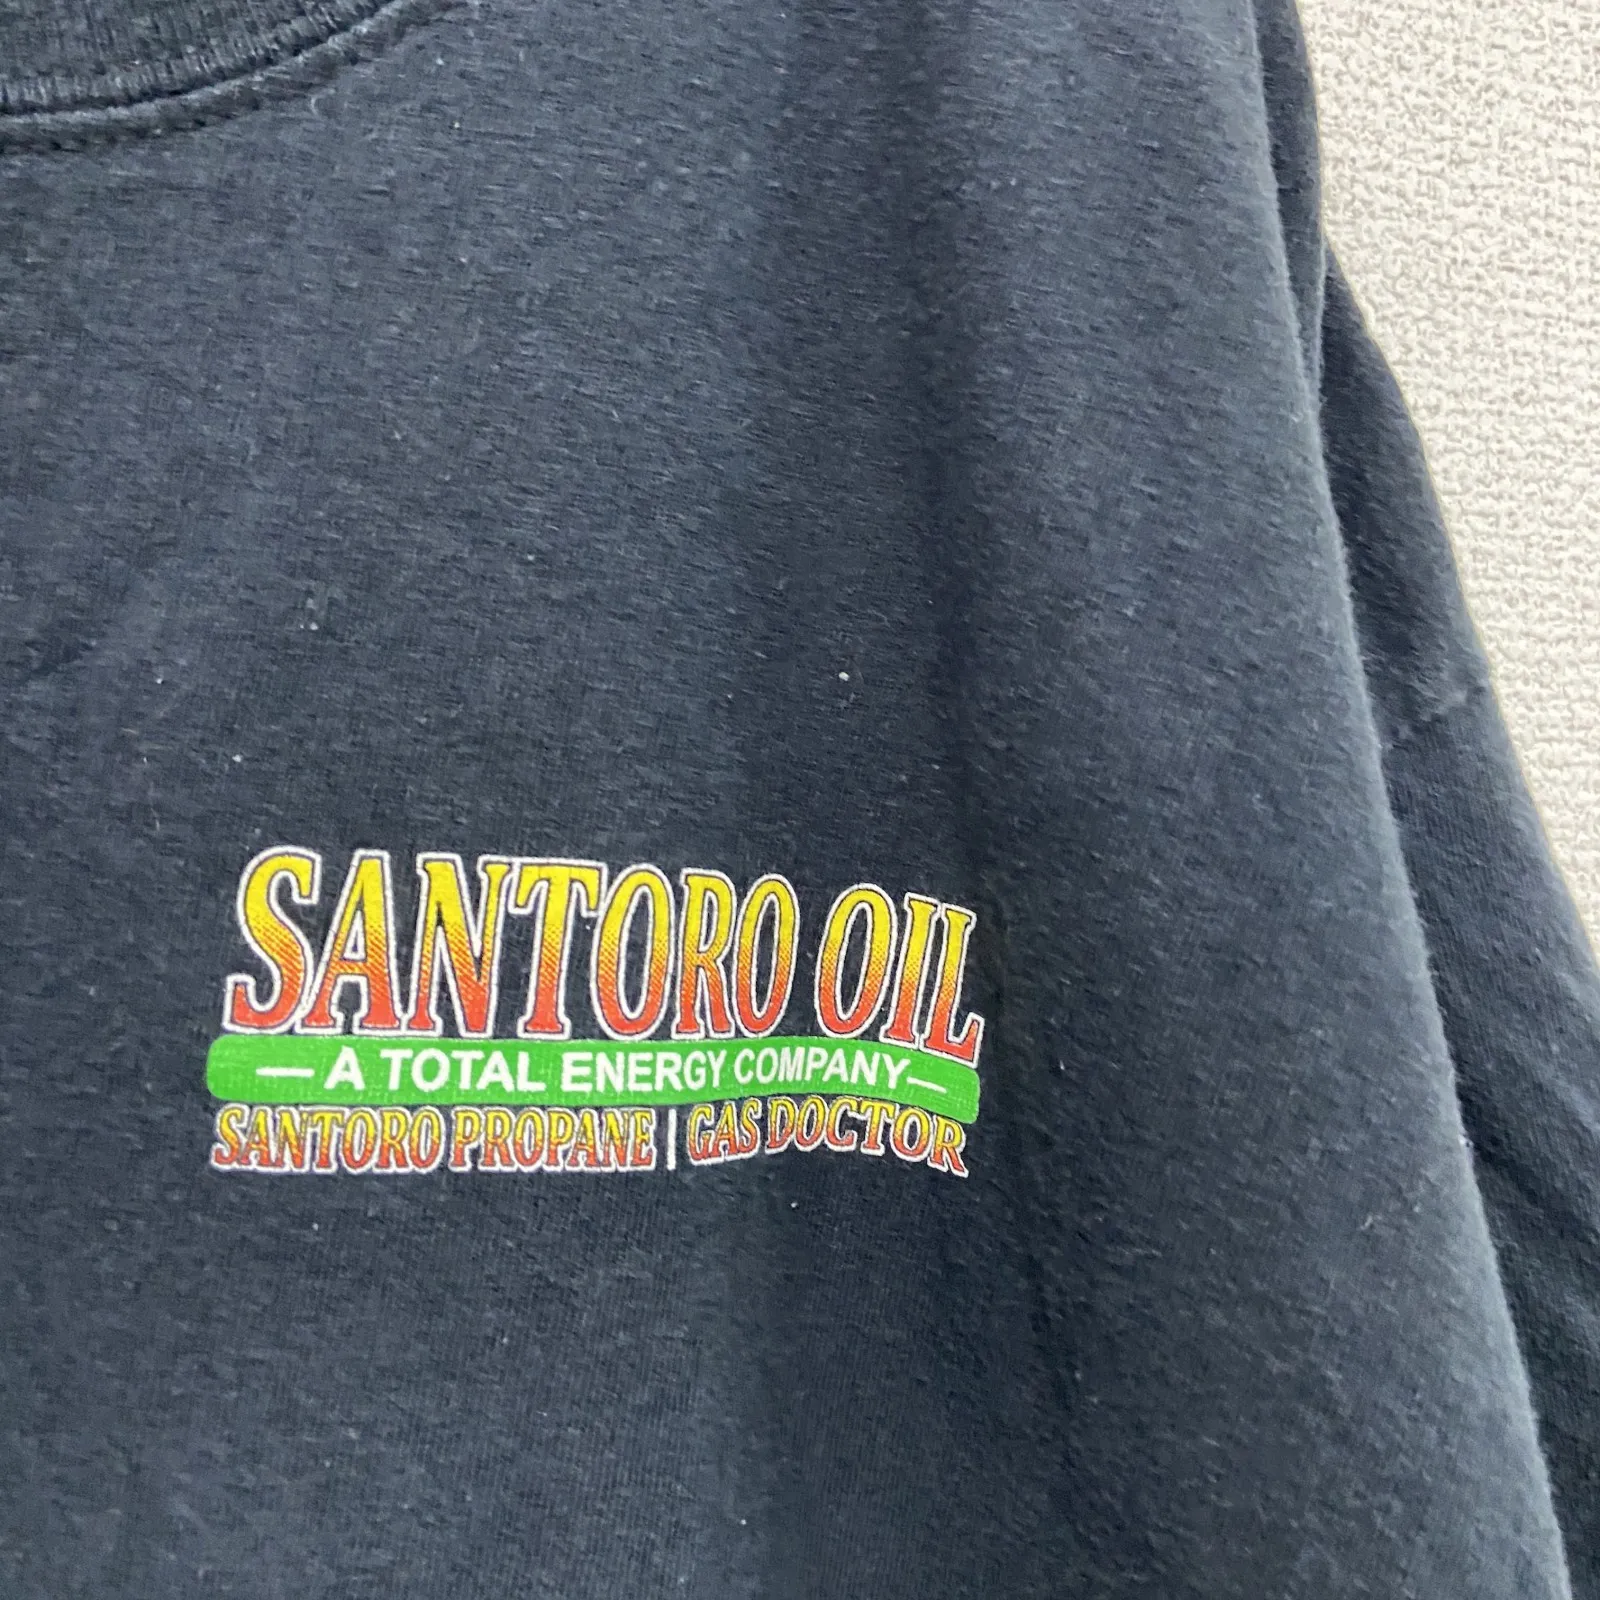 SANTORO OIL
— A TOTAL ENERGY COMPANY —
SANTORO PROPANE | GAS DOCTOR